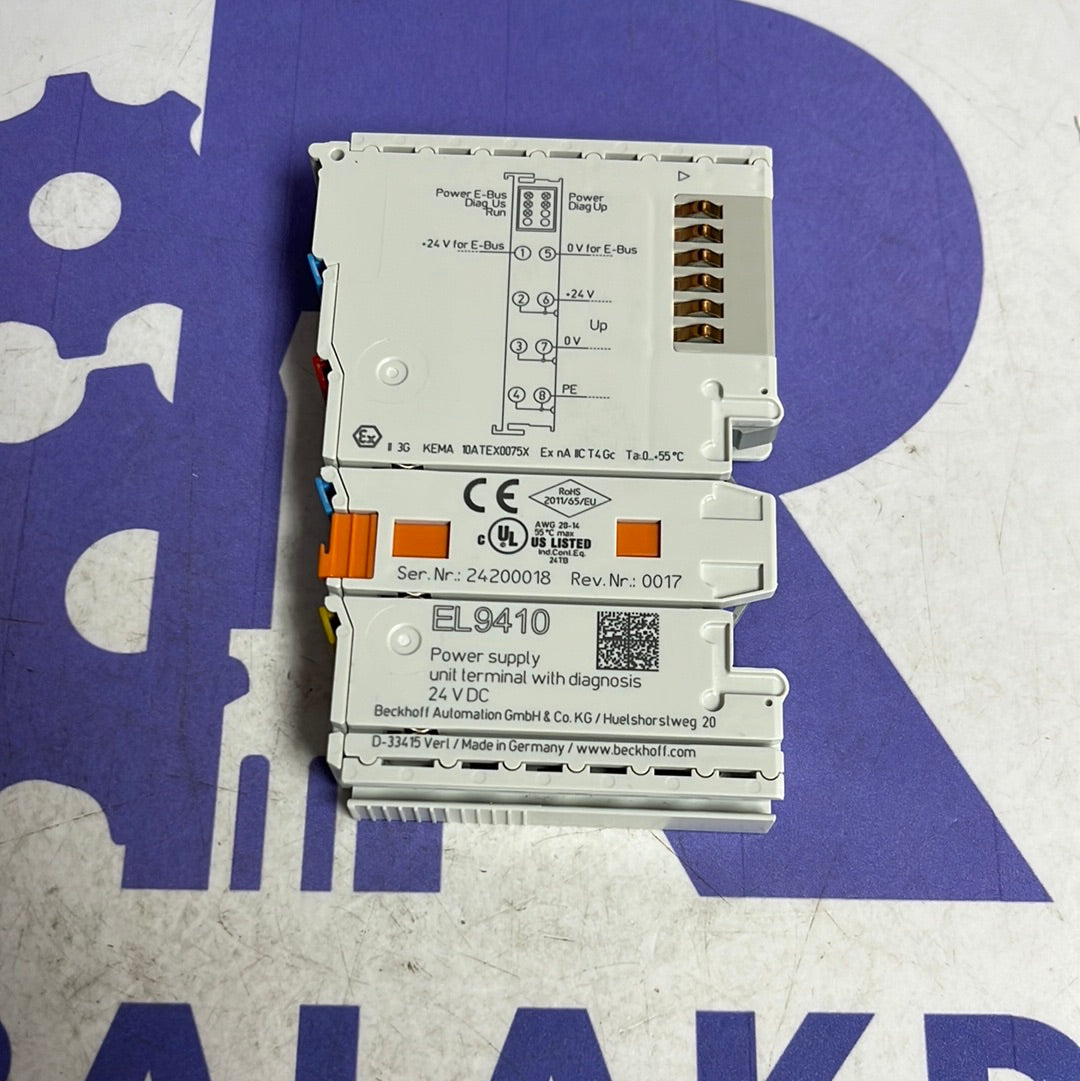 R
Power E-Bus
Diag Us
Run
Power
Diag Up
+24 V for E-Bus
1 5
0 V for E-Bus
2 6
+24 V
Up
3 7
0 V
4 8
PE
Ex II 3G KEMA 10ATEX0075X Ex nA IIC T4 Gc Ta:0...+55°C
CE
RoHS
2011/65/EU
c UL US LISTED
AWG 28-14
55°C max
Ind.Cont.Eq.
24TB
Ser. Nr.: 24200018 Rev. Nr.: 0017
EL9410
Power supply
unit terminal with diagnosis
24 V DC
Beckhoff Automation GmbH & Co. KG / Huelshorstweg 20
D-33415 Verl / Made in Germany / www.beckhoff.com
BALAKD